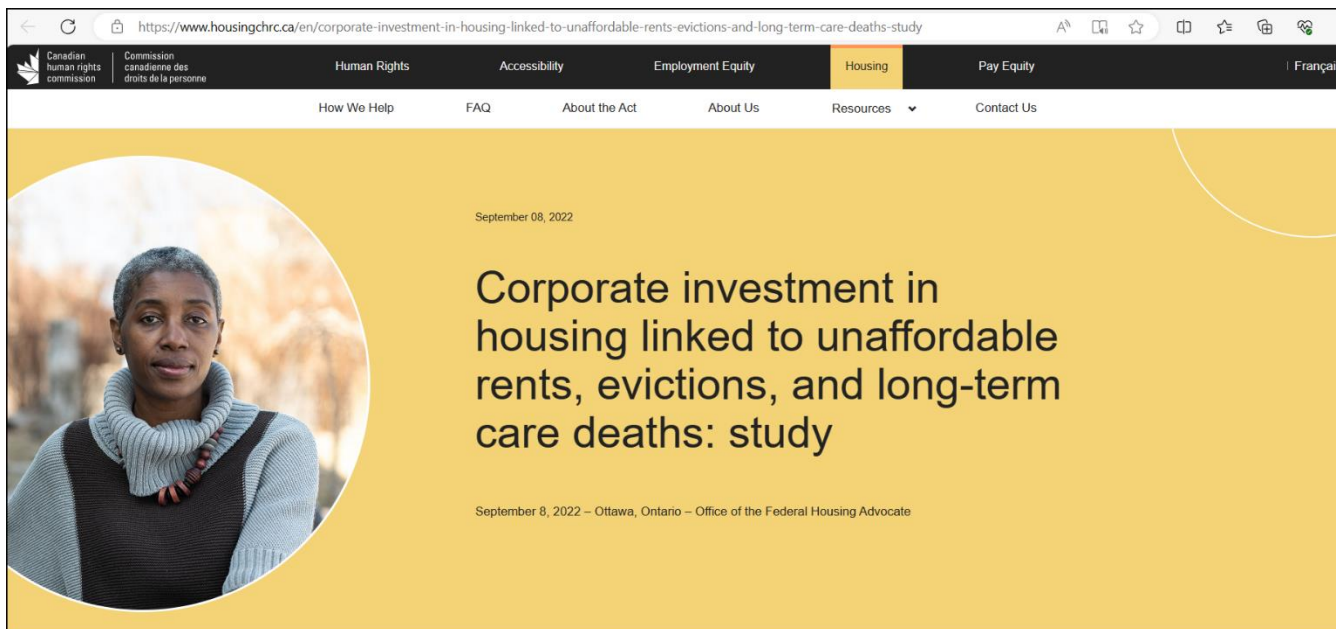 https://www.housingchrc.ca/en/corporate-investment-in-housing-linked-to-unaffordable-rents-evictions-and-long-term-care-deaths-study
Canadian
human rights
commission
Commission
canadienne des
droits de la personne
Human Rights
Accessibility
Employment Equity
Housing
Pay Equity
Françai
How We Help
FAQ
About the Act
About Us
Resources
Contact Us
September 08, 2022
Corporate investment in
housing linked to unaffordable
rents, evictions, and long-term
care deaths: study
September 8, 2022 – Ottawa, Ontario – Office of the Federal Housing Advocate